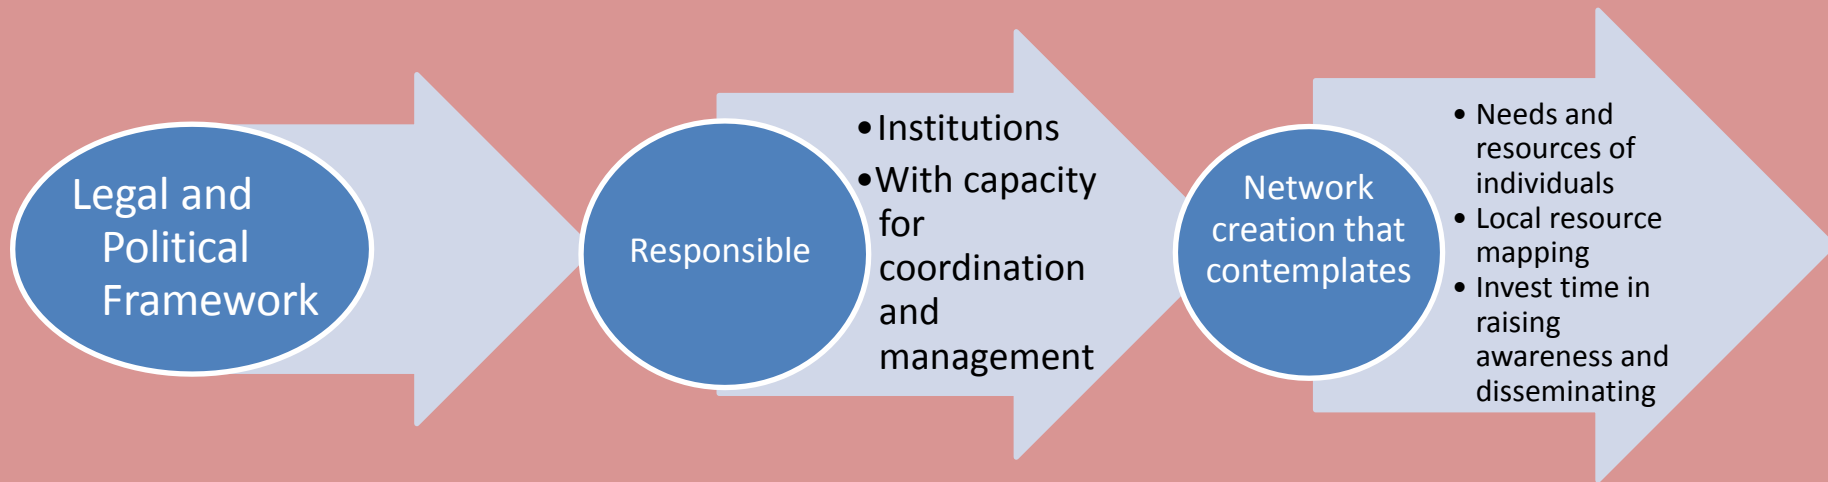 Legal and
Political
Framework
Responsible
•Institutions
•With capacity
for
coordination
and
management
Network
creation that
contemplates
• Needs and
resources of
individuals
• Local resource
mapping
• Invest time in
raising
awareness and
disseminating